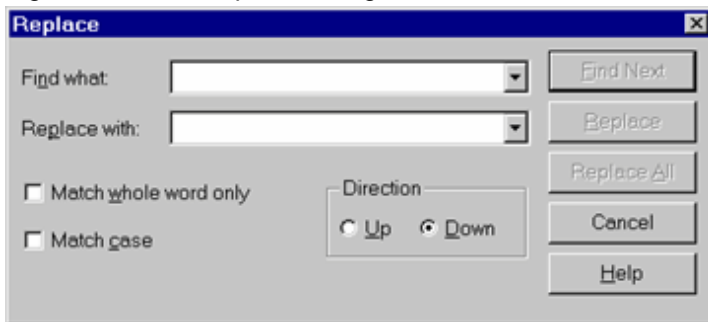 Replace
Find what:
Find Next
Replace with:
Replace
Replace All
Match whole word only
Direction
Up
Down
Cancel
Match case
Help